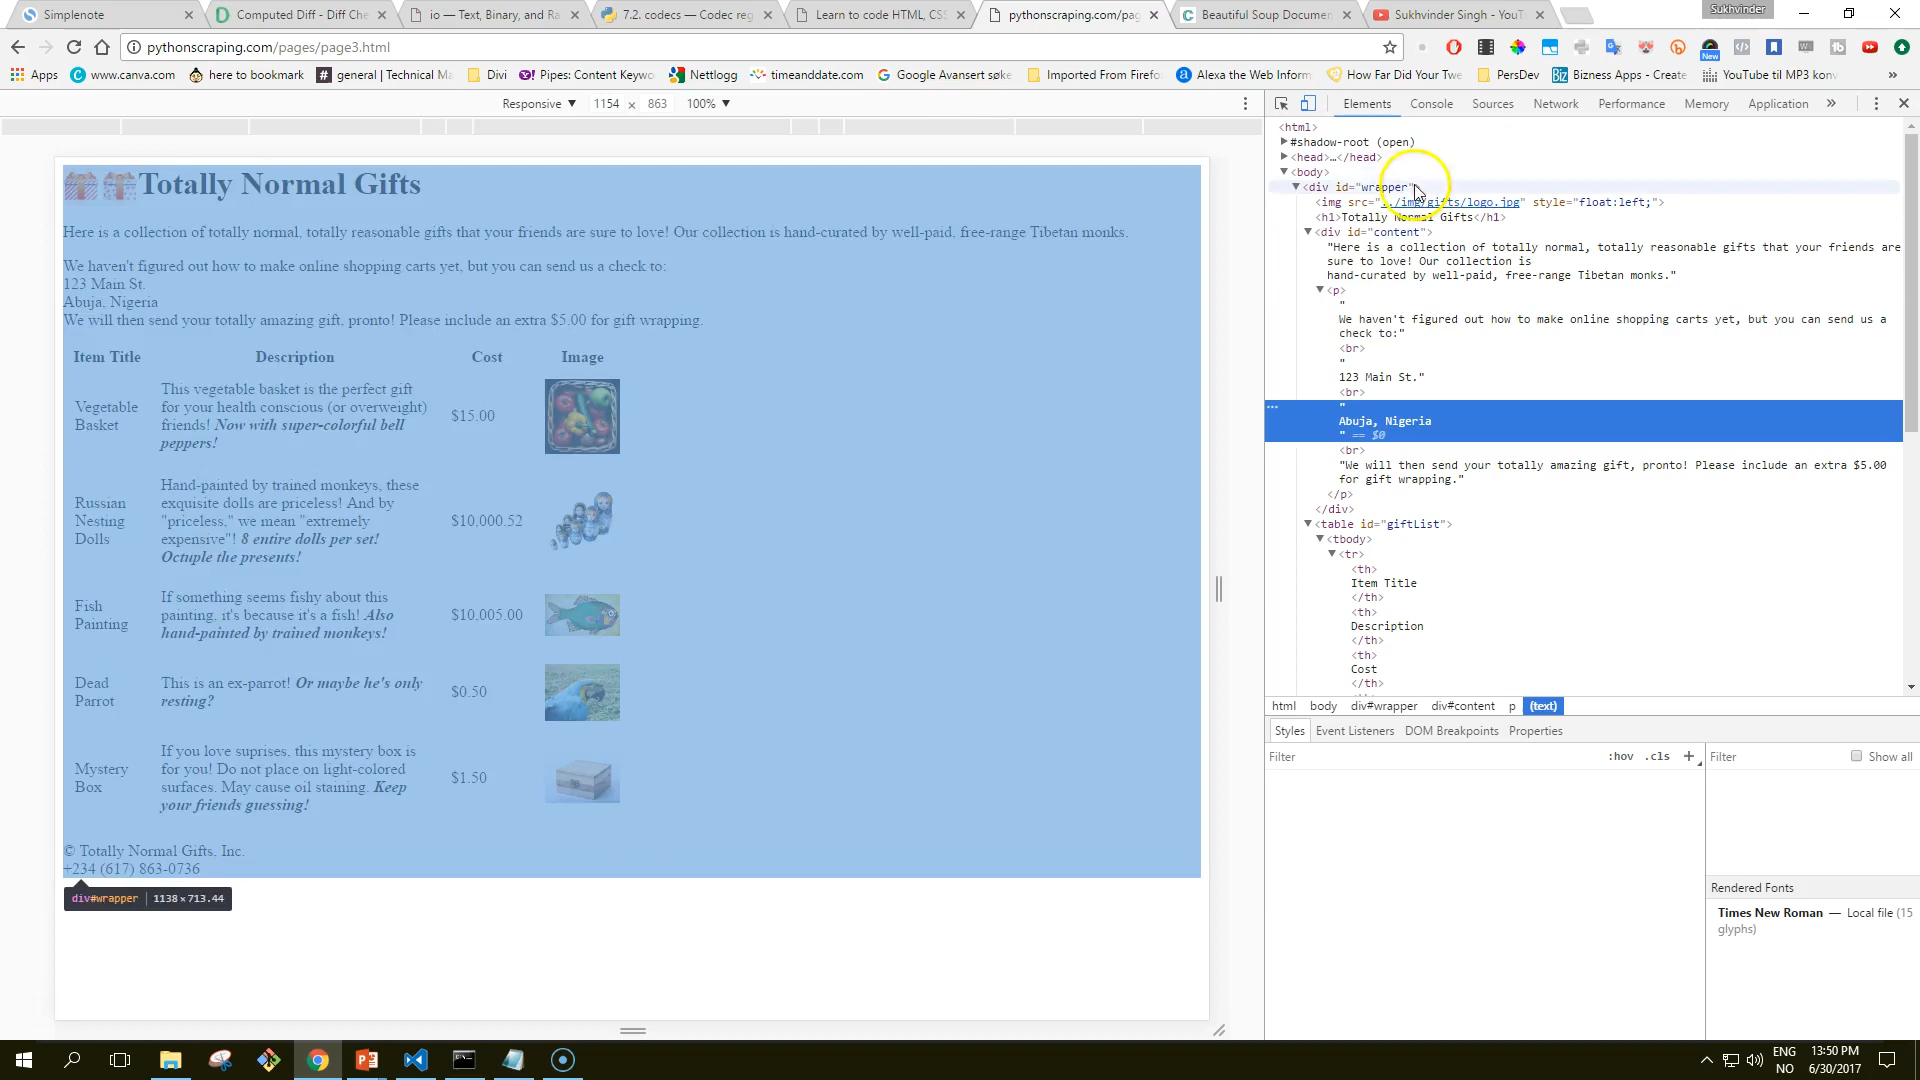 Simplenote
Computed Diff - Diff Che
io — Text, Binary, and Ra
7.2. codecs — Codec reg
Learn to code HTML, CSS
pythonscraping.com/pag
Beautiful Soup Documen
Sukhvinder Singh - YouT
Sukhvinder
pythonscraping.com/pages/page3.html
New
Apps
www.canva.com
here to bookmark
general | Technical Ma
Divi
Pipes: Content Keywo
Nettlogg
timeanddate.com
Google Avansert søke
Imported From Firefo
Alexa the Web Inform
How Far Did Your Twe
PersDev
Bizness Apps - Create
YouTube til MP3 konv
»
Responsive ▼ 1154 x 863 100% ▼
Elements Console Sources Network Performance Memory Application »
Totally Normal Gifts
Here is a collection of totally normal, totally reasonable gifts that your friends are sure to love! Our collection is hand-curated by well-paid, free-range Tibetan monks.
We haven't figured out how to make online shopping carts yet, but you can send us a check to:
123 Main St.
Abuja, Nigeria
We will then send your totally amazing gift, pronto! Please include an extra $5.00 for gift wrapping.
Item Title Description Cost Image
Vegetable Basket
This vegetable basket is the perfect gift
for your health conscious (or overweight)
friends! Now with super-colorful bell
peppers!
$15.00
Russian Nesting Dolls
Hand-painted by trained monkeys, these
exquisite dolls are priceless! And by
"priceless," we mean "extremely
expensive"! 8 entire dolls per set!
Octuple the presents!
$10,000.52
Fish Painting
If something seems fishy about this
painting, it's because it's a fish! Also
hand-painted by trained monkeys!
$10,005.00
Dead Parrot
This is an ex-parrot! Or maybe he's only
resting?
$0.50
Mystery Box
If you love suprises, this mystery box is
for you! Do not place on light-colored
surfaces. May cause oil staining. Keep
your friends guessing!
$1.50
© Totally Normal Gifts, Inc.
+234 (617) 863-0736
div#wrapper | 1138 × 713.44
<html>
#shadow-root (open)
<head>…</head>
<body>
<div id="wrapper">
<img src="../img/gifts/logo.jpg" style="float:left;">
<h1>Totally Normal Gifts</h1>
<div id="content">
"Here is a collection of totally normal, totally reasonable gifts that your friends are
sure to love! Our collection is
hand-curated by well-paid, free-range Tibetan monks."
<p>
"
We haven't figured out how to make online shopping carts yet, but you can send us a
check to:"
<br>
"
123 Main St."
<br>
"
Abuja, Nigeria
" == $0
<br>
"We will then send your totally amazing gift, pronto! Please include an extra $5.00
for gift wrapping."
</p>
</div>
<table id="giftList">
<tbody>
<tr>
<th>
Item Title
</th>
<th>
Description
</th>
<th>
Cost
</th>
html body div#wrapper div#content p (text)
Styles Event Listeners DOM Breakpoints Properties
Filter :hov .cls +
Filter Show all
Rendered Fonts
Times New Roman — Local file (15
glyphs)
ENG
NO
13:50 PM
6/30/2017